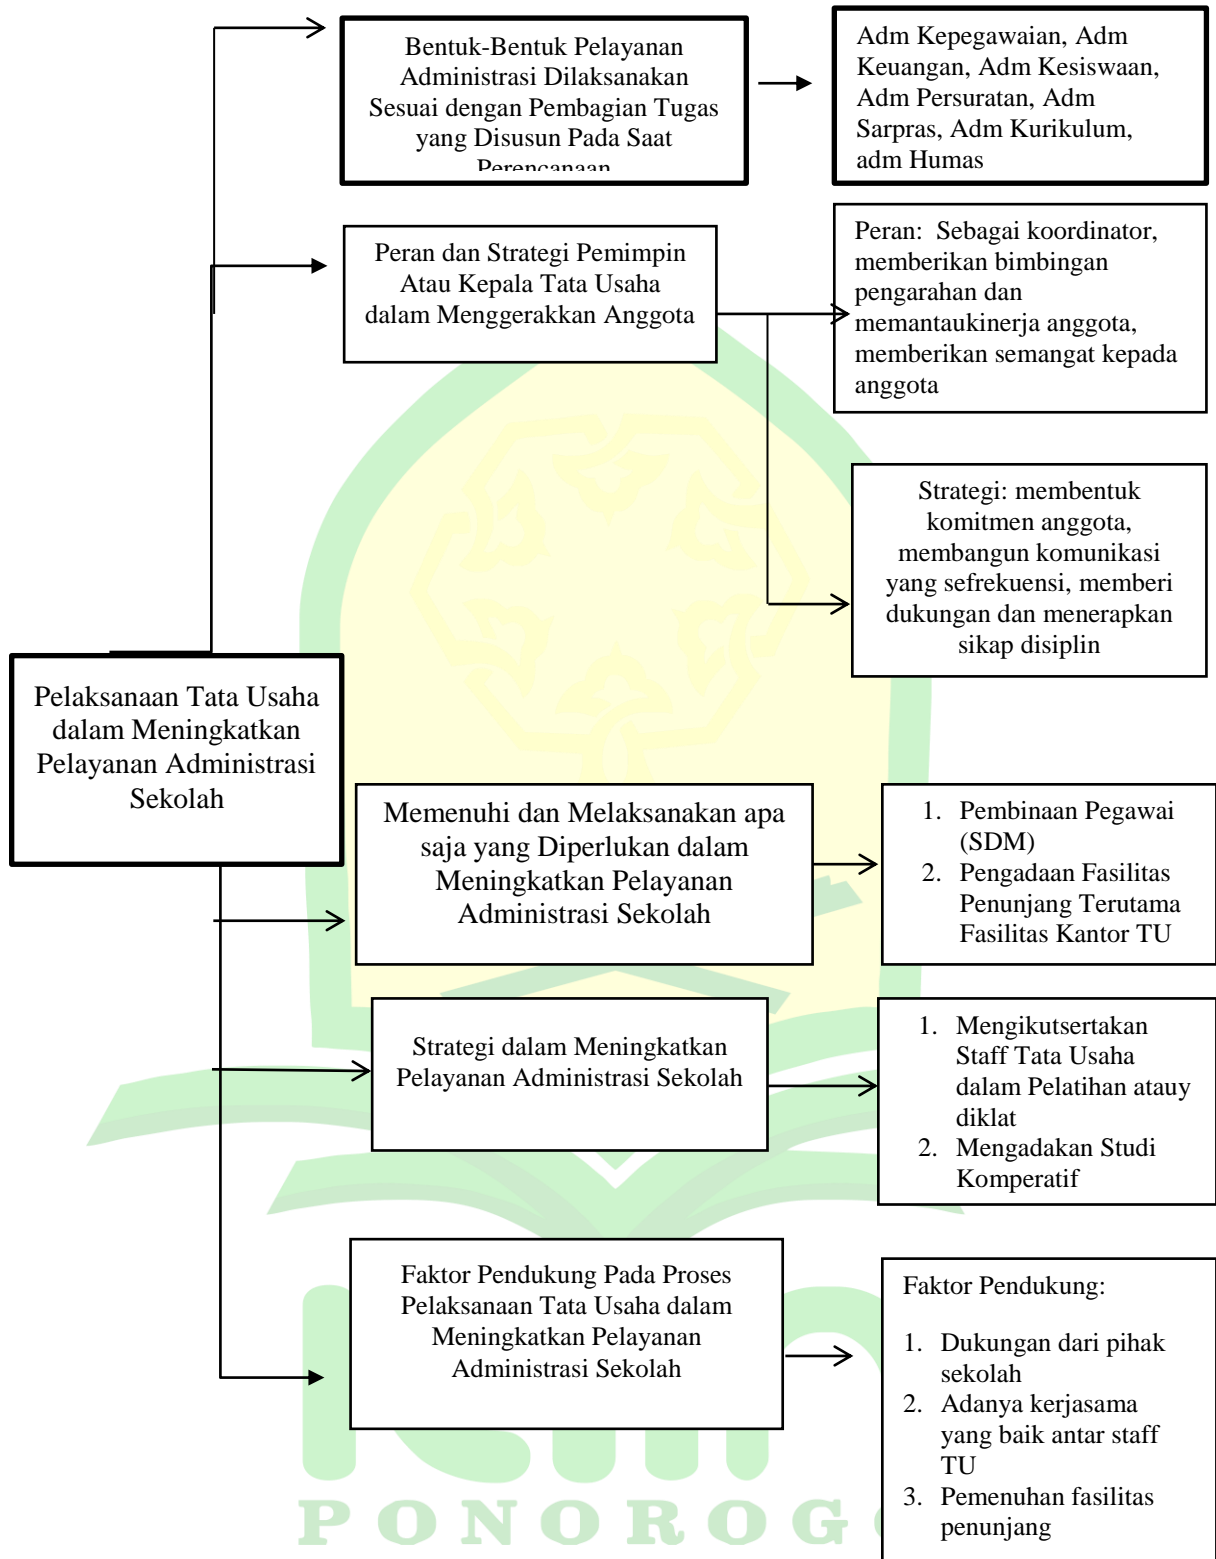 Bentuk-Bentuk Pelayanan
Administrasi Dilaksanakan
Sesuai dengan Pembagian Tugas
yang Disusun Pada Saat
Perencanaan
Adm Kepegawaian, Adm
Keuangan, Adm Kesiswaan,
Adm Persuratan, Adm
Sarpras, Adm Kurikulum,
adm Humas
Peran dan Strategi Pemimpin
Atau Kepala Tata Usaha
dalam Menggerakkan Anggota
Peran:  Sebagai koordinator,
memberikan bimbingan
pengarahan dan
memantaukinerja anggota,
memberikan semangat kepada
anggota
Strategi: membentuk
komitmen anggota,
membangun komunikasi
yang sefrekuensi, memberi
dukungan dan menerapkan
sikap disiplin
Pelaksanaan Tata Usaha
dalam Meningkatkan
Pelayanan Administrasi
Sekolah
Memenuhi dan Melaksanakan apa
saja yang Diperlukan dalam
Meningkatkan Pelayanan
Administrasi Sekolah
1. Pembinaan Pegawai
(SDM)
2. Pengadaan Fasilitas
Penunjang Terutama
Fasilitas Kantor TU
Strategi dalam Meningkatkan
Pelayanan Administrasi Sekolah
1. Mengikutsertakan
Staff Tata Usaha
dalam Pelatihan atauy
diklat
2. Mengadakan Studi
Komperatif
Faktor Pendukung Pada Proses
Pelaksanaan Tata Usaha dalam
Meningkatkan Pelayanan
Administrasi Sekolah
Faktor Pendukung:
1. Dukungan dari pihak
sekolah
2. Adanya kerjasama
yang baik antar staff
TU
3. Pemenuhan fasilitas
penunjang
PONOROG